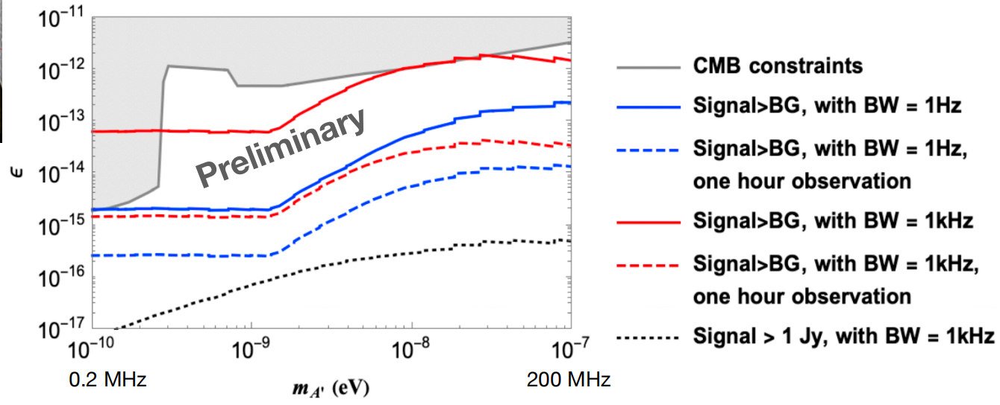 10⁻¹¹
10⁻¹²
10⁻¹³
10⁻¹⁴
10⁻¹⁵
10⁻¹⁶
10⁻¹⁷
ϵ
Preliminary
10⁻¹⁰ 10⁻⁹ 10⁻⁸ 10⁻⁷
0.2 MHz 200 MHz
m_A' (eV)
CMB constraints
Signal>BG, with BW = 1Hz
Signal>BG, with BW = 1Hz,
one hour observation
Signal>BG, with BW = 1kHz
Signal>BG, with BW = 1kHz,
one hour observation
Signal > 1 Jy, with BW = 1kHz